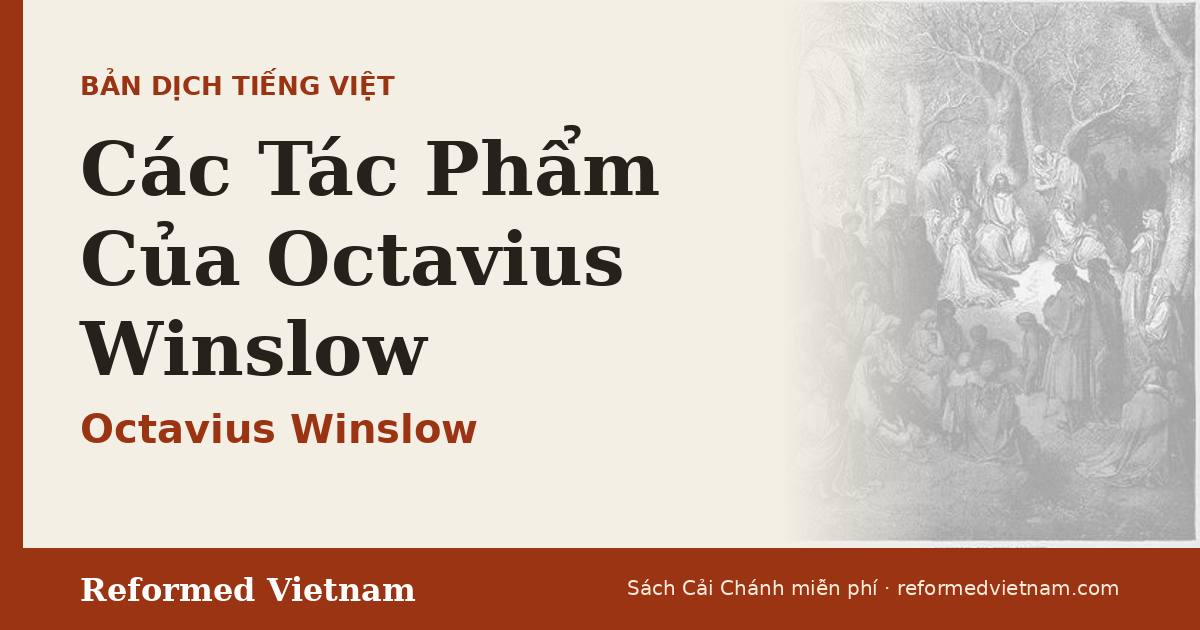 BẢN DỊCH TIẾNG VIỆT
Các Tác Phẩm
Của Octavius
Winslow
Octavius Winslow
Reformed Vietnam
Sách Cải Chánh miễn phí · reformedvietnam.com